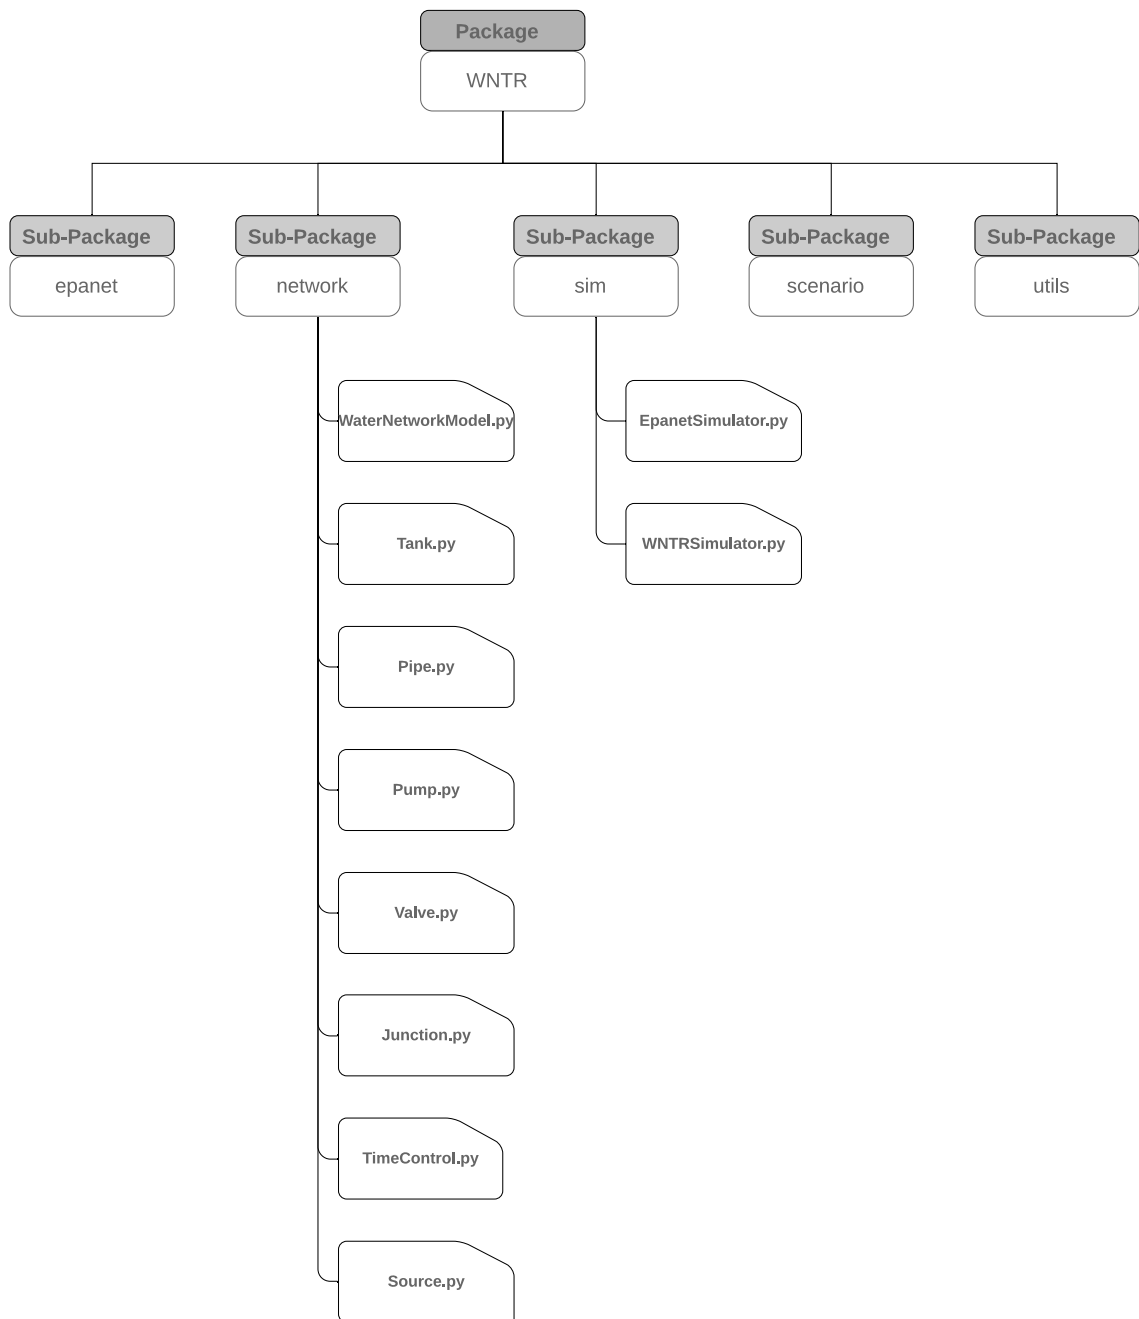 Package
WNTR
Sub-Package
epanet
Sub-Package
network
Sub-Package
sim
Sub-Package
scenario
Sub-Package
utils
WaterNetworkModel.py
Tank.py
Pipe.py
Pump.py
Valve.py
Junction.py
TimeControl.py
Source.py
EpanetSimulator.py
WNTRSimulator.py